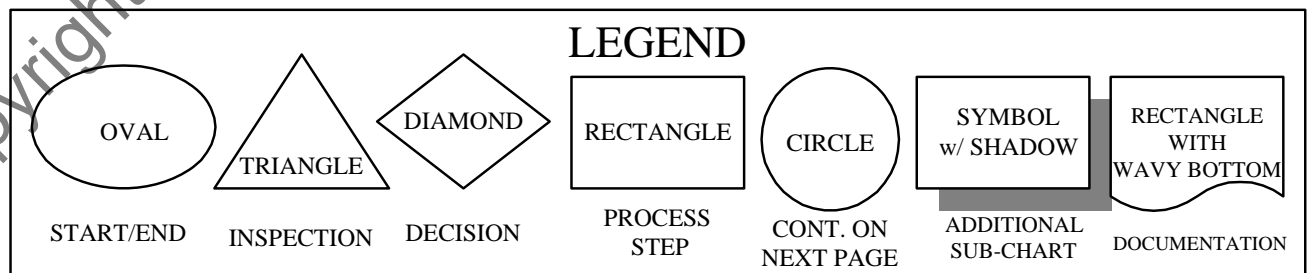 LEGEND
OVAL
TRIANGLE
DIAMOND
RECTANGLE
CIRCLE
SYMBOL
w/ SHADOW
RECTANGLE
WITH
WAVY BOTTOM
START/END
INSPECTION
DECISION
PROCESS
STEP
CONT. ON
NEXT PAGE
ADDITIONAL
SUB-CHART
DOCUMENTATION